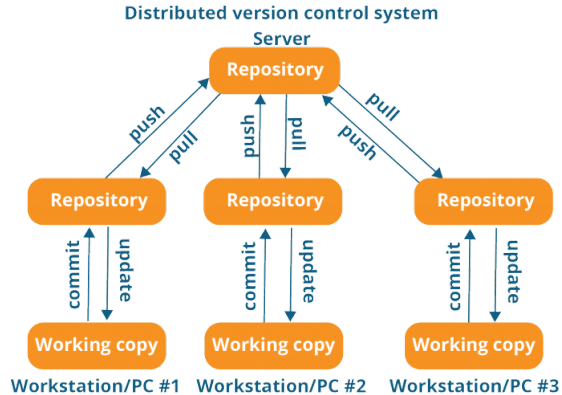 Distributed version control system
Server
Repository
push
pull
push
pull
pull
push
Repository
Repository
Repository
commit
update
commit
update
commit
update
Working copy
Working copy
Working copy
Workstation/PC #1
Workstation/PC #2
Workstation/PC #3